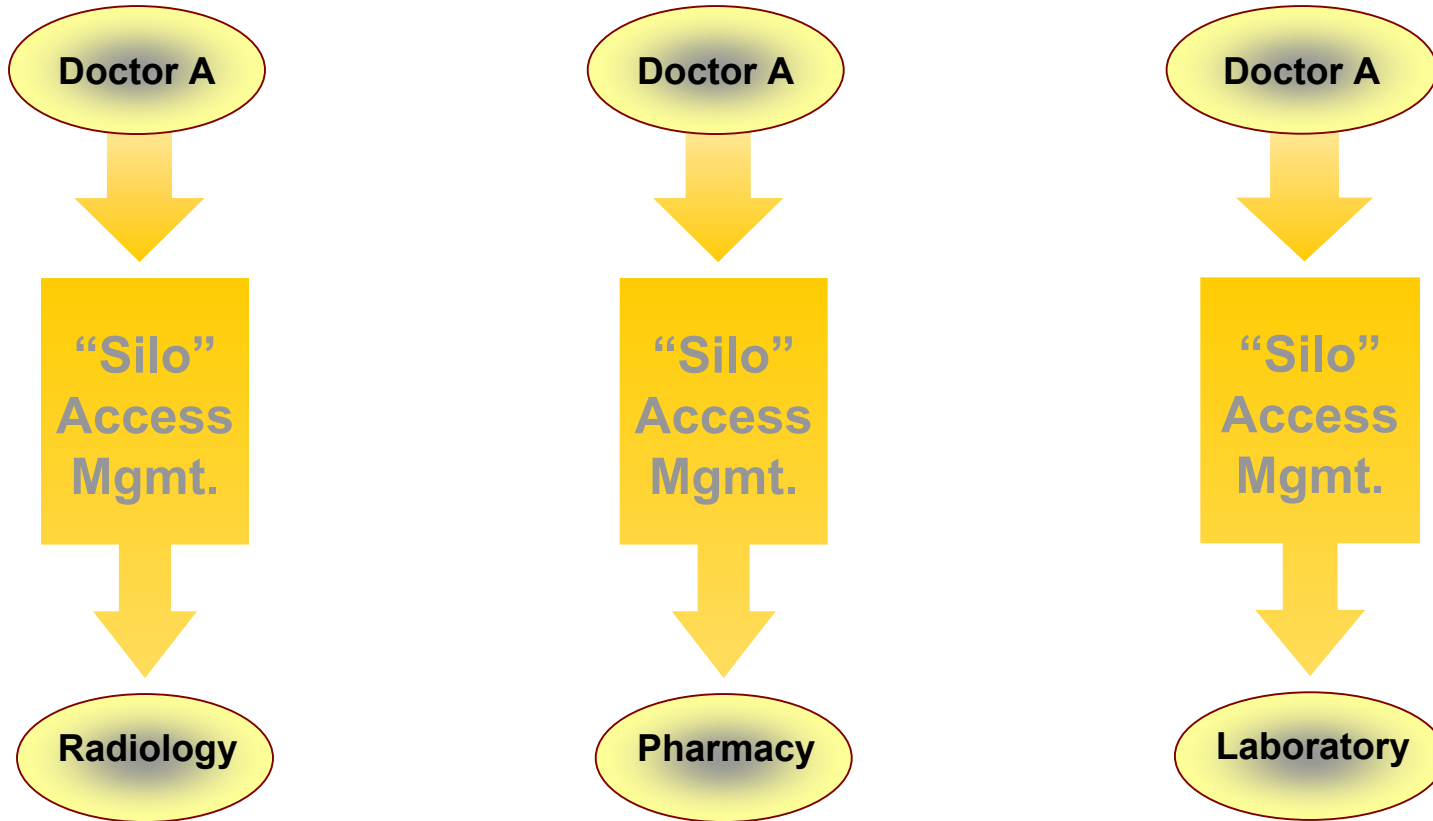 Doctor A
Doctor A
Doctor A
“Silo”
Access
Mgmt.
“Silo”
Access
Mgmt.
“Silo”
Access
Mgmt.
Radiology
Pharmacy
Laboratory